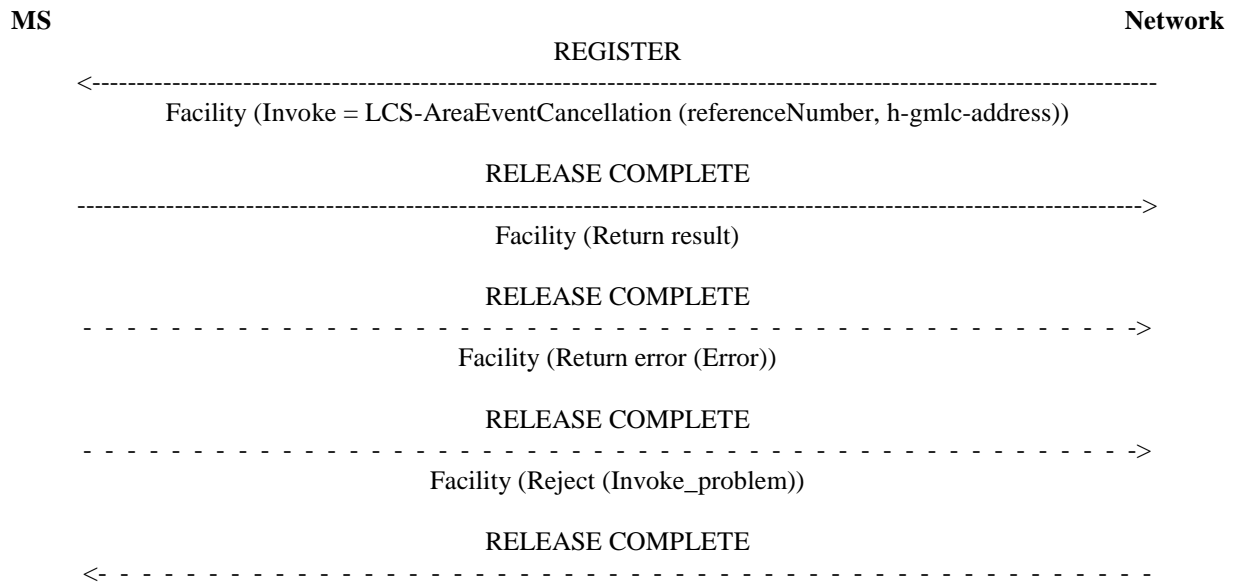 MS Network
REGISTER
<------------------------------------------------------------------------------------------------------------------------
Facility (Invoke = LCS-AreaEventCancellation (referenceNumber, h-gmlc-address))
RELEASE COMPLETE
------------------------------------------------------------------------------------------------------------------------>
Facility (Return result)
RELEASE COMPLETE
- - - - - - - - - - - - - - - - - - - - - - - - - - - - - - - - - - - - - - - - - - - - - - - - - ->
Facility (Return error (Error))
RELEASE COMPLETE
- - - - - - - - - - - - - - - - - - - - - - - - - - - - - - - - - - - - - - - - - - - - - - - - - ->
Facility (Reject (Invoke_problem))
RELEASE COMPLETE
<- - - - - - - - - - - - - - - - - - - - - - - - - - - - - - - - - - - - - - - - - - - - - - - - - -